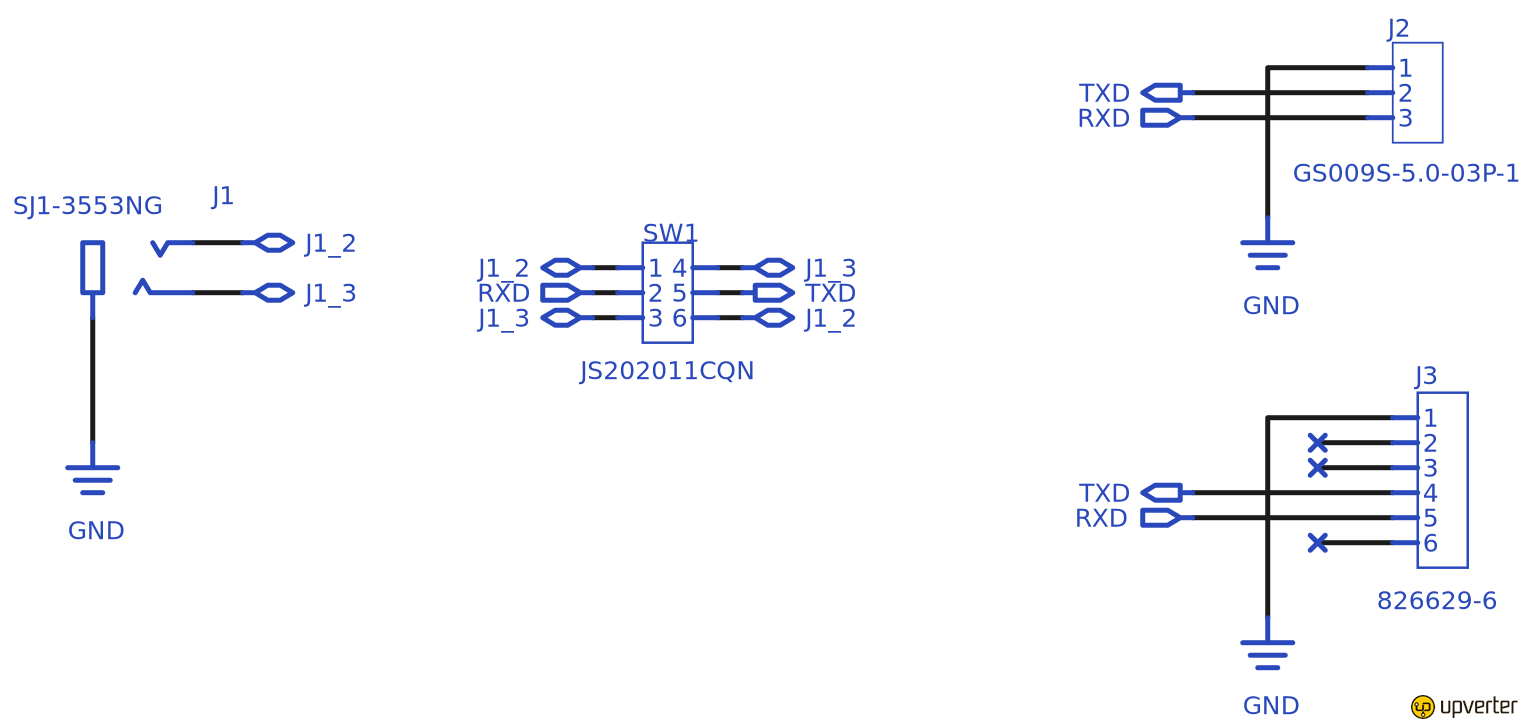 SJ1-3553NG
J1
J1_2
J1_3
GND
SW1
J1_2 1 4 J1_3
RXD 2 5 TXD
J1_3 3 6 J1_2
JS202011CQN
J2
1
TXD 2
RXD 3
GS009S-5.0-03P-1
GND
J3
1
2
3
TXD 4
RXD 5
6
826629-6
GND
upverter